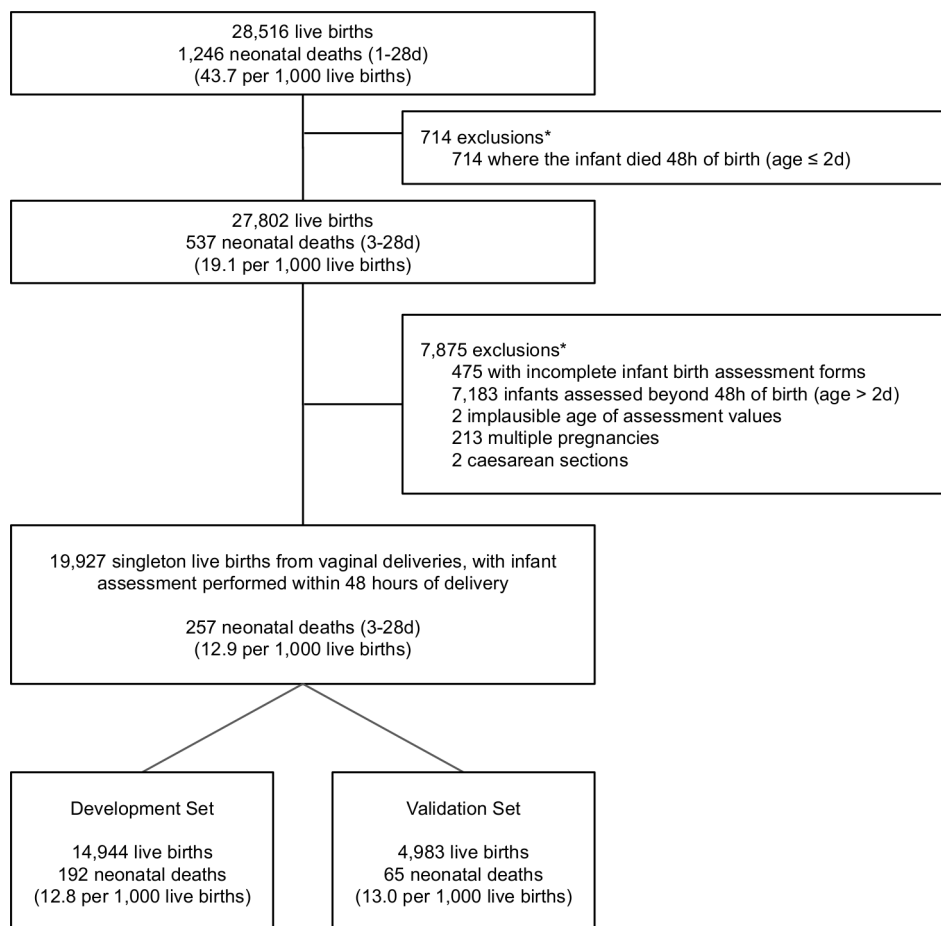 28,516 live births
1,246 neonatal deaths (1-28d)
(43.7 per 1,000 live births)
714 exclusions*
714 where the infant died 48h of birth (age ≤ 2d)
27,802 live births
537 neonatal deaths (3-28d)
(19.1 per 1,000 live births)
7,875 exclusions*
475 with incomplete infant birth assessment forms
7,183 infants assessed beyond 48h of birth (age > 2d)
2 implausible age of assessment values
213 multiple pregnancies
2 caesarean sections
19,927 singleton live births from vaginal deliveries, with infant
assessment performed within 48 hours of delivery
257 neonatal deaths (3-28d)
(12.9 per 1,000 live births)
Development Set
14,944 live births
192 neonatal deaths
(12.8 per 1,000 live births)
Validation Set
4,983 live births
65 neonatal deaths
(13.0 per 1,000 live births)